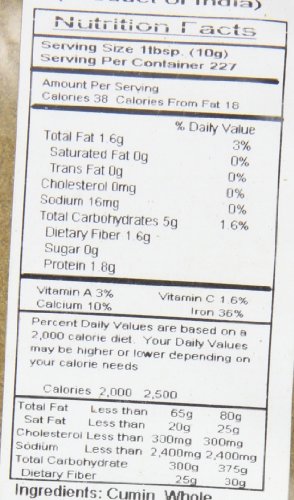 of India)
Nutrition Facts
Serving Size 1tbsp. (10g)
Serving Per Container 227
Amount Per Serving
Calories 38 Calories From Fat 18
% Daily Value
Total Fat 1.6g 3%
Saturated Fat 0g 0%
Trans Fat 0g 0%
Cholesterol 0mg 0%
Sodium 16mg 0%
Total Carbohydrates 5g 1.6%
Dietary Fiber 1.6g
Sugar 0g
Protein 1.8g
Vitamin A 3% Vitamin C 1.6%
Calcium 10% Iron 36%
Percent Daily Values are based on a
2,000 calorie diet. Your Daily Values
may be higher or lower depending on
your calorie needs
Calories 2,000 2,500
Total Fat Less than 65g 80g
Sat Fat Less than 20g 25g
Cholesterol Less than 300mg 300mg
Sodium Less than 2,400mg 2,400mg
Total Carbohydrate 300g 375g
Dietary Fiber 25g 30g
Ingredients: Cumin Whole